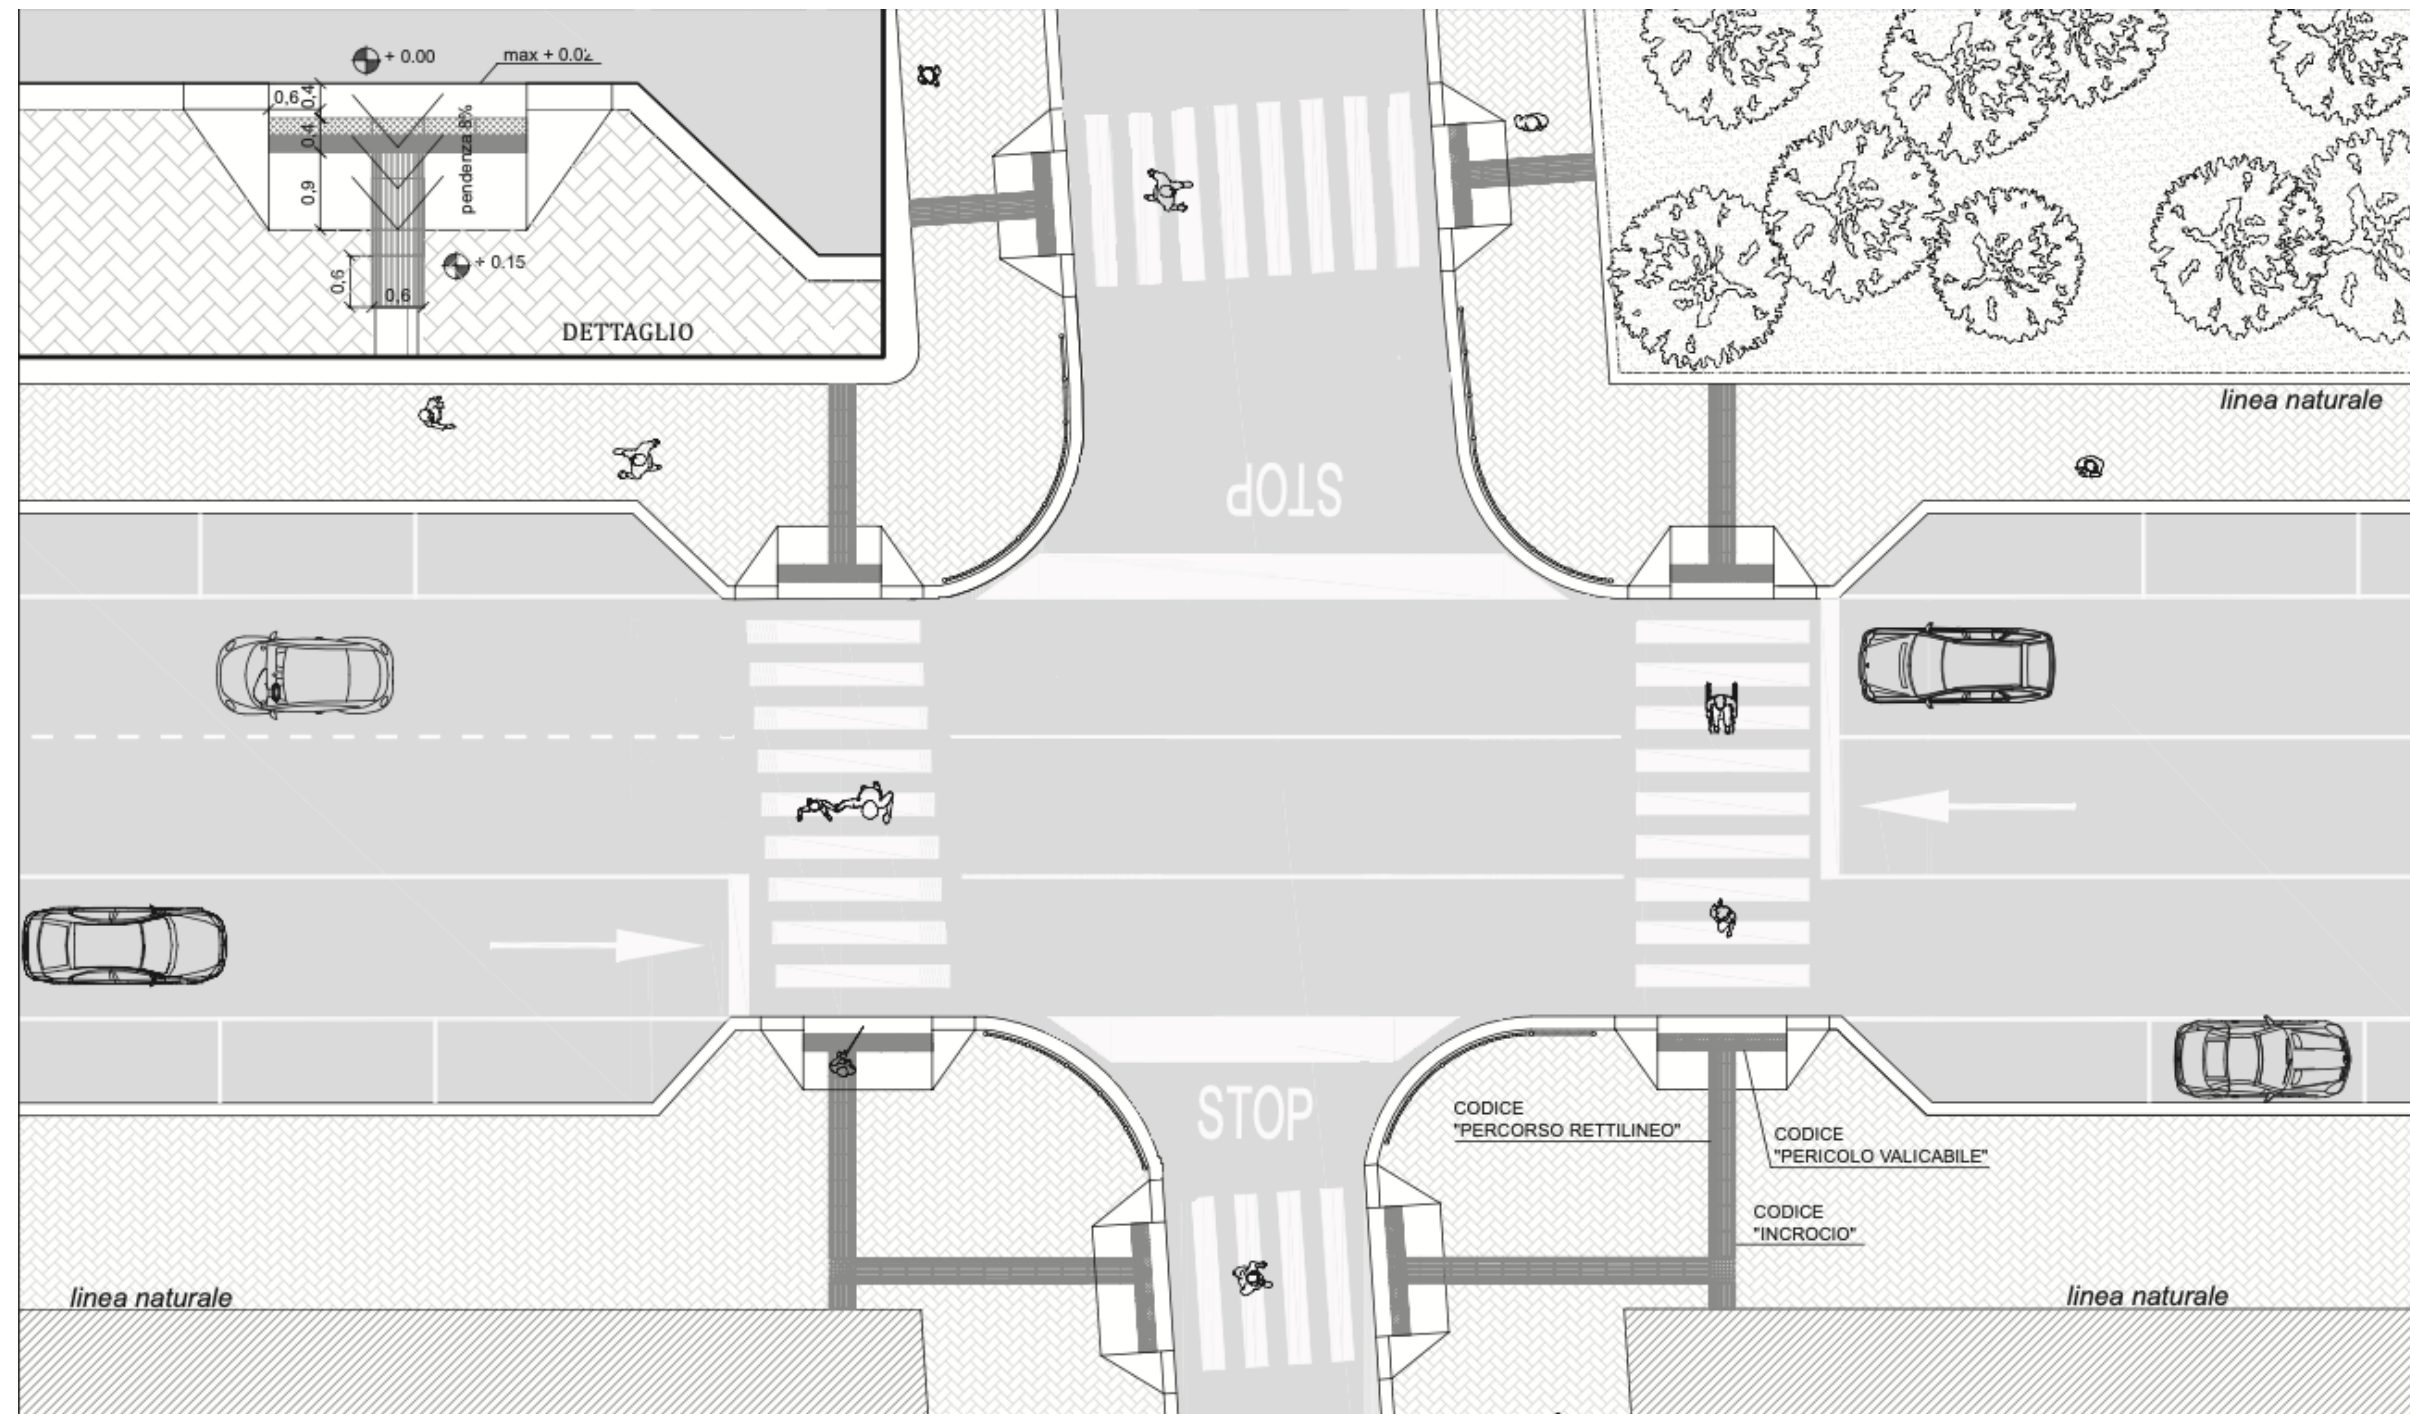 + 0.00
max + 0.02
0,6
0,4
0,4
0,9
pendenza 8%
0,6
0,6
+ 0.15
DETTAGLIO
linea naturale
STOP
STOP
CODICE
"PERCORSO RETTILINEO"
CODICE
"PERICOLO VALICABILE"
CODICE
"INCROCIO"
linea naturale
linea naturale